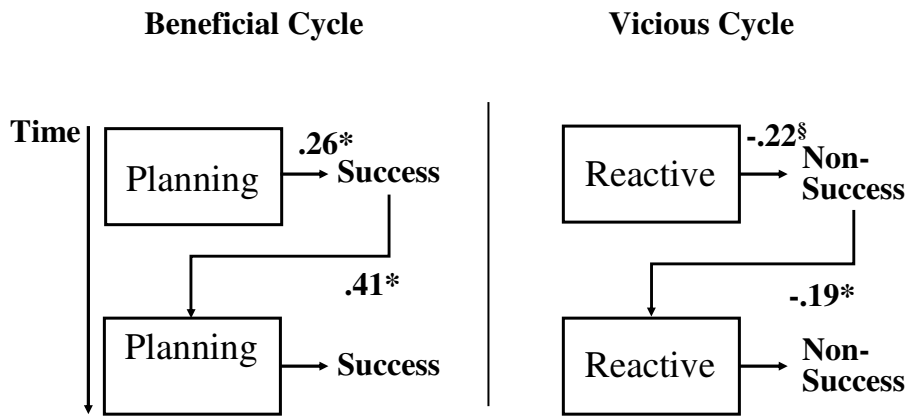 Beneficial Cycle
Vicious Cycle
Time
Planning
.26*
Success
.41*
Planning
Success
Reactive
-.22§
Non-
Success
-.19*
Reactive
Non-
Success